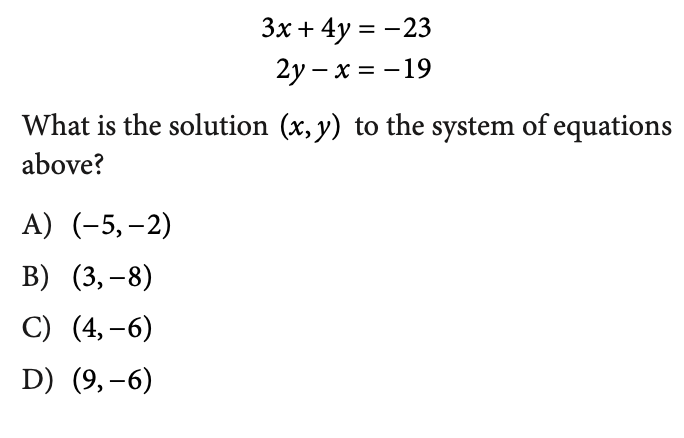 3x + 4y = −23
2y − x = −19
What is the solution (x, y) to the system of equations
above?
A) (−5, −2)
B) (3, −8)
C) (4, −6)
D) (9, −6)